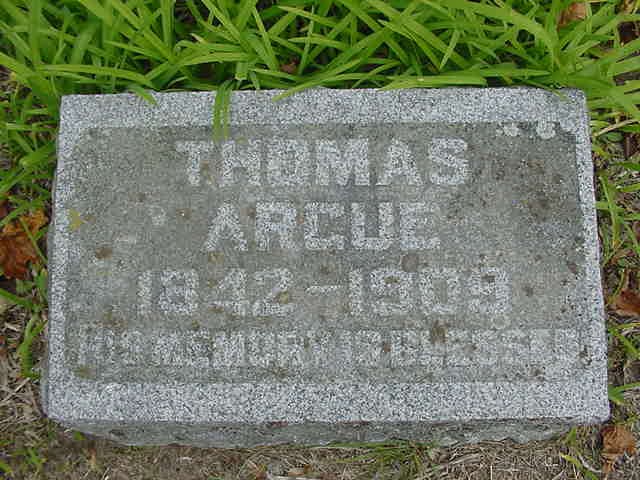 THOMAS
ARCUE
1842-1909
HIS MEMORY IS BLESSED